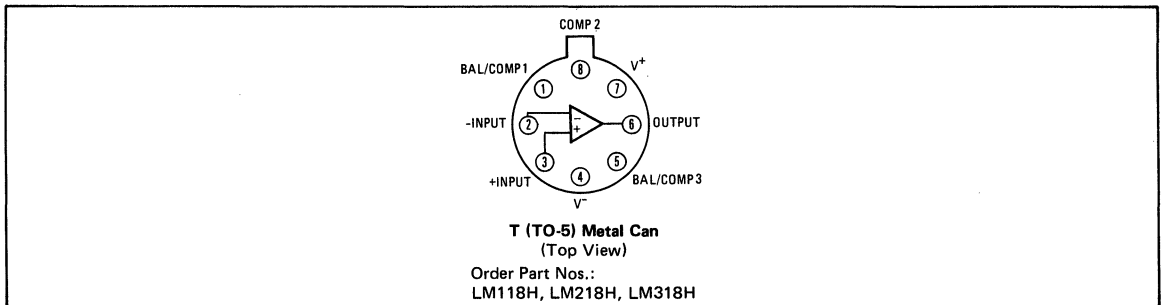 COMP 2
BAL/COMP1
8
V+
1
7
-INPUT
2
-
+
6
OUTPUT
3
5
+INPUT
4
BAL/COMP3
V-
T (TO-5) Metal Can
(Top View)
Order Part Nos.:
LM118H, LM218H, LM318H